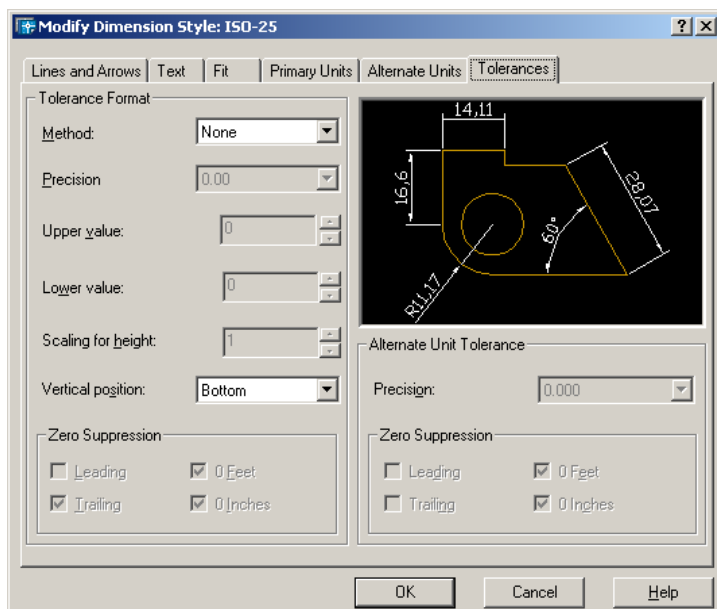 Modify Dimension Style: ISO-25
Lines and Arrows Text Fit Primary Units Alternate Units Tolerances
Tolerance Format
Method: None
Precision 0.00
Upper value: 0
Lower value: 0
Scaling for height: 1
Vertical position: Bottom
Zero Suppression
Leading 0 Feet
Trailing 0 Inches
14,11
16,6
28,07
60°
R11,17
Alternate Unit Tolerance
Precision: 0.000
Zero Suppression
Leading 0 Feet
Trailing 0 Inches
OK Cancel Help